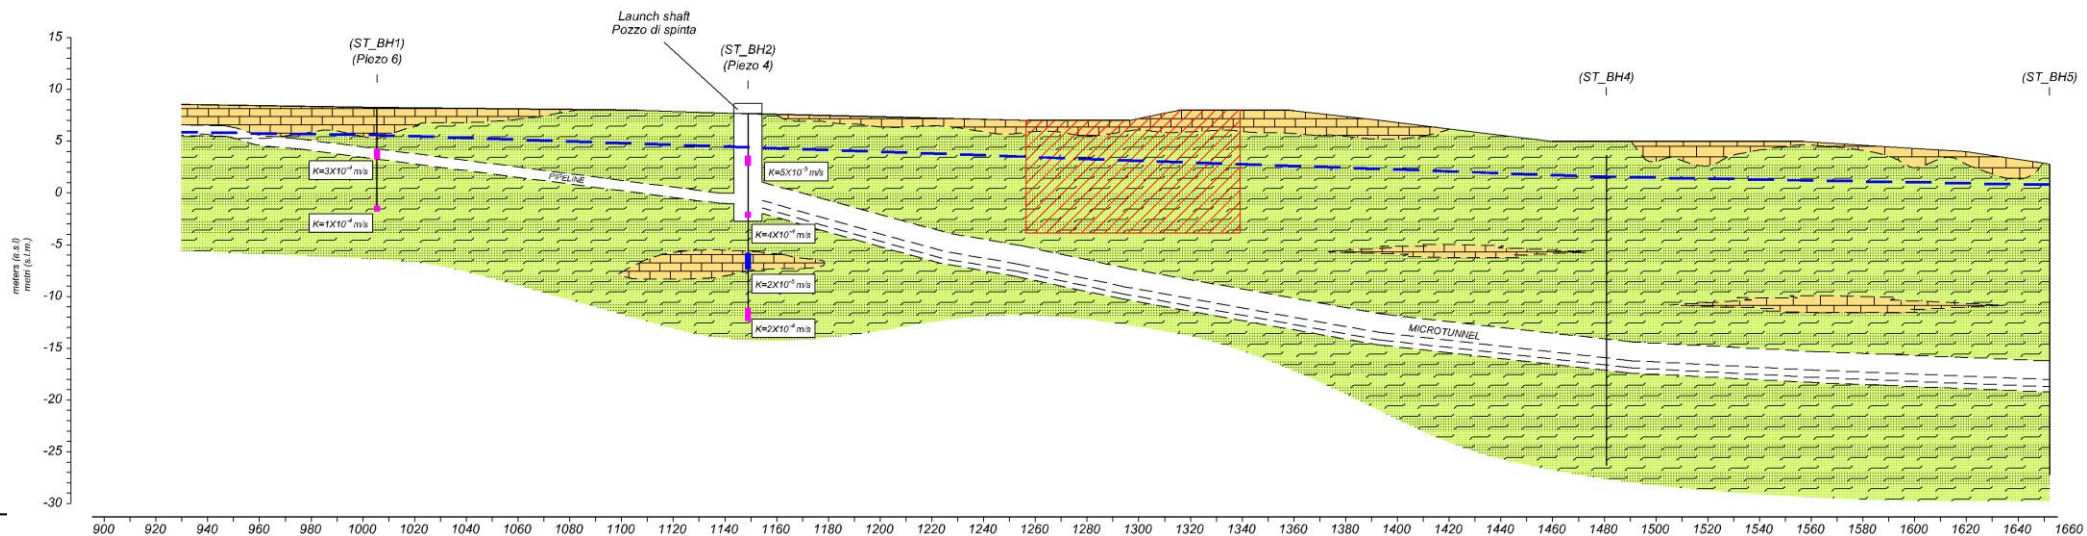 Launch shaft
Pozzo di spinta
(ST_BH1)
(Piezo 6)
(ST_BH2)
(Piezo 4)
(ST_BH4)
(ST_BH5)
15
10
5
0
-5
-10
-15
-20
-25
-30
meters (a.s.l)
metri (s.l.m.)
K=3X10⁻⁴ m/s
K=1X10⁻⁴ m/s
PIPELINE
K=5X10⁻⁵ m/s
K=4X10⁻⁴ m/s
K=2X10⁻⁵ m/s
K=2X10⁻⁴ m/s
MICROTUNNEL
900 920 940 960 980 1000 1020 1040 1060 1080 1100 1120 1140 1160 1180 1200 1220 1240 1260 1280 1300 1320 1340 1360 1380 1400 1420 1440 1460 1480 1500 1520 1540 1560 1580 1600 1620 1640 1660